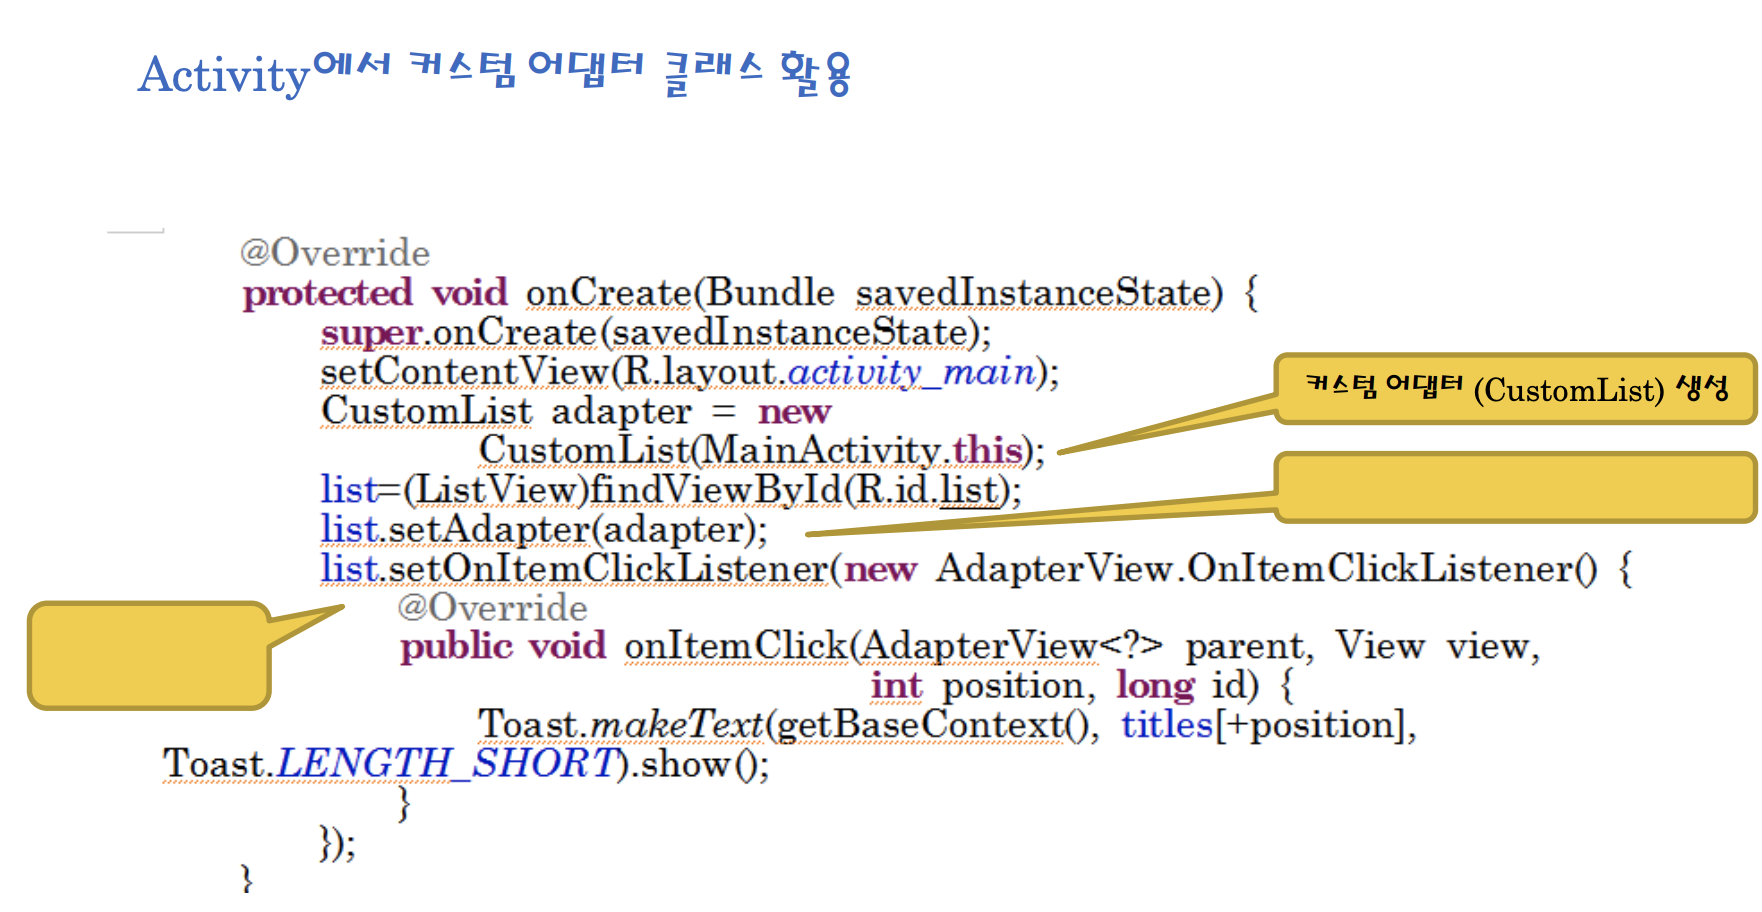 Activity에서 커스텀 어댑터 클래스 활용
@Override
protected void onCreate(Bundle savedInstanceState) {
super.onCreate(savedInstanceState);
setContentView(R.layout.activity_main);
CustomList adapter = new
CustomList(MainActivity.this);
커스텀 어댑터 (CustomList) 생성
list=(ListView)findViewById(R.id.list);
list.setAdapter(adapter);
list.setOnItemClickListener(new AdapterView.OnItemClickListener() {
@Override
public void onItemClick(AdapterView<?> parent, View view,
int position, long id) {
Toast.makeText(getBaseContext(), titles[+position],
Toast.LENGTH_SHORT).show();
}
});
}